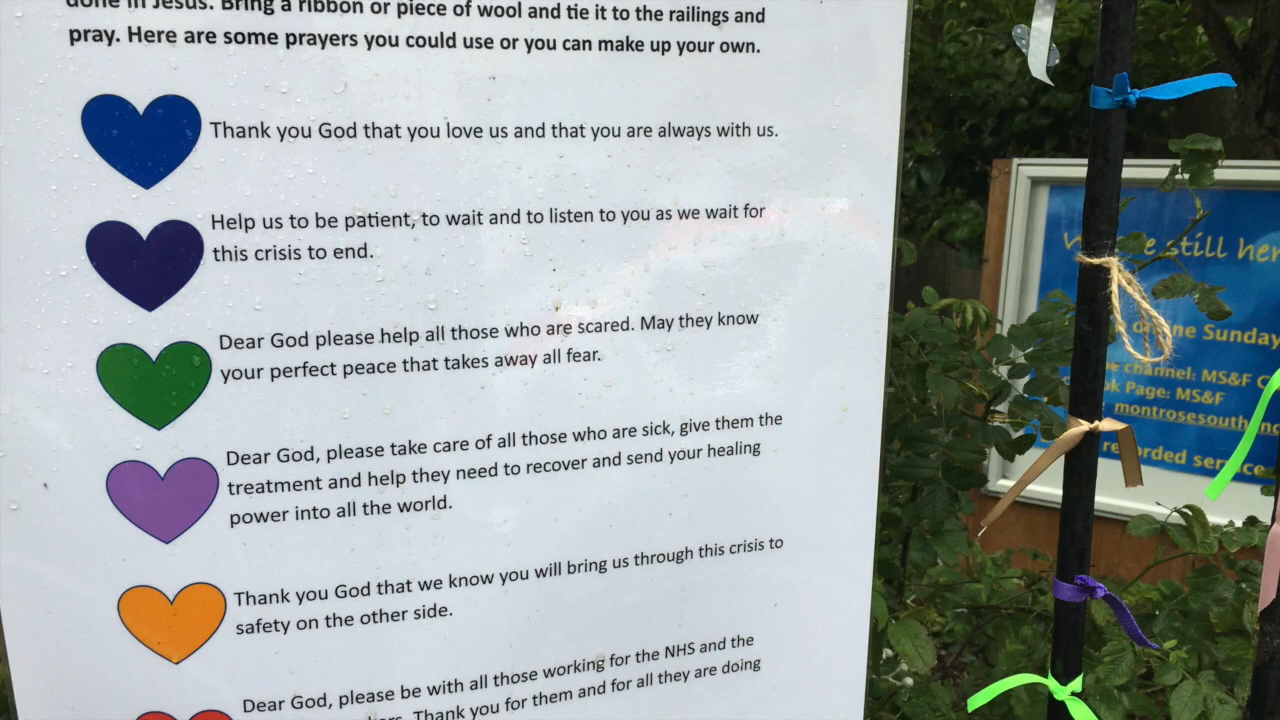 done in Jesus. Bring a ribbon or piece of wool and tie it to the railings and
pray. Here are some prayers you could use or you can make up your own.
Thank you God that you love us and that you are always with us.
Help us to be patient, to wait and to listen to you as we wait for
this crisis to end.
Dear God please help all those who are scared. May they know
your perfect peace that takes away all fear.
Dear God, please take care of all those who are sick, give them the
treatment and help they need to recover and send your healing
power into all the world.
Thank you God that we know you will bring us through this crisis to
safety on the other side.
Dear God, please be with all those working for the NHS and the
Thank you for them and for all they are doing
still
Sunday
channel: MS&F
Page: MS&F
recorded service